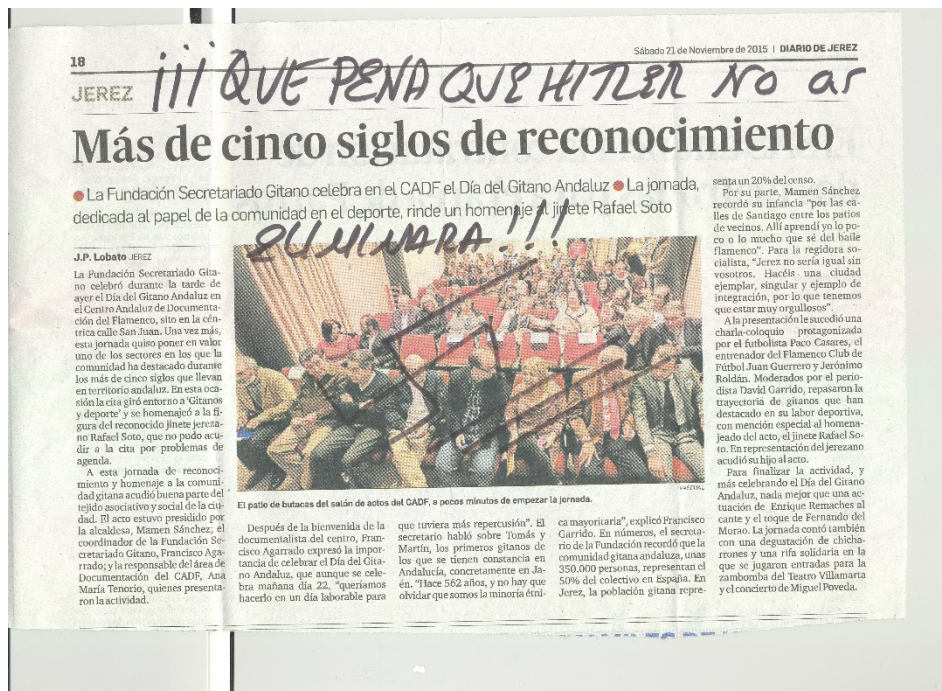 18
Sábado 21 de Noviembre de 2015 | DIARIO DE JEREZ
JEREZ
¡¡¡ QUE PENA QUE HITLER NO OS
Más de cinco siglos de reconocimiento
● La Fundación Secretariado Gitano celebra en el CADF el Día del Gitano Andaluz ● La jornada,
dedicada al papel de la comunidad en el deporte, rinde un homenaje al jinete Rafael Soto
ELIMINARA!!!
J.P. Lobato JEREZ
La Fundación Secretariado Gita-
no celebró durante la tarde de
ayer el Día del Gitano Andaluz en
el Centro Andaluz de Documenta-
ción del Flamenco, sito en la cén-
trica calle San Juan. Una vez más,
esta jornada quiso poner en valor
uno de los sectores en los que la
comunidad ha destacado durante
los más de cinco siglos que llevan
en territorio andaluz. En esta oca-
sión la cita giró entorno a 'Gitanos
y deporte' y se homenajeó a la fi-
gura del reconocido jinete jereza-
no Rafael Soto, que no pudo acu-
dir a la cita por problemas de
agenda.
A esta jornada de reconoci-
miento y homenaje a la comuni-
dad gitana acudió buena parte del
tejido asociativo y social de la ciu-
dad. El acto estuvo presidido por
la alcaldesa, Mamen Sánchez; el
coordinador de la Fundación Se-
cretariado Gitano, Francisco Aga-
rrado; y la responsable del área de
Documentación del CADF, Ana
María Tenorio, quienes presenta-
ron la actividad.
PASCUAL
El patio de butacas del salón de actos del CADF, a pocos minutos de empezar la jornada.
Después de la bienvenida de la
documentalista del centro, Fran-
cisco Agarrado expresó la impor-
tancia de celebrar el Día del Gita-
no Andaluz, que aunque se cele-
bra mañana día 22, "queríamos
hacerlo en un día laborable para
que tuviera más repercusión". El
secretario habló sobre Tomás y
Martín, los primeros gitanos de
los que se tienen constancia en
Andalucía, concretamente en Ja-
én. "Hace 562 años, y no hay que
olvidar que somos la minoría étni-
ca mayoritaria", explicó Francisco
Garrido. En números, el secreta-
rio de la Fundación recordó que la
comunidad gitana andaluza, unas
350.000 personas, representan el
50% del colectivo en España. En
Jerez, la población gitana repre-
senta un 20% del censo.
Por su parte, Mamen Sánchez
recordó su infancia "por las ca-
lles de Santiago entre los patios
de vecinos. Allí aprendí yo lo po-
co o lo mucho que sé del baile
flamenco". Para la regidora so-
cialista, "Jerez no sería igual sin
vosotros. Hacéis una ciudad
ejemplar, singular y ejemplo de
integración, por lo que tenemos
que estar muy orgullosos".
A la presentación le sucedió una
charla-coloquio protagonizada
por el futbolista Paco Casares, el
entrenador del Flamenco Club de
Fútbol Juan Guerrero y Jerónimo
Roldán. Moderados por el perio-
dista David Garrido, repasaron la
trayectoria de gitanos que han
destacado en su labor deportiva,
con mención especial al homena-
jeado del acto, el jinete Rafael So-
to. En representación del jerezano
acudió su hijo al acto.
Para finalizar la actividad, y
más celebrando el Día del Gitano
Andaluz, nada mejor que una ac-
tuación de Enrique Remaches al
cante y el toque de Fernando del
Morao. La jornada contó también
con una degustación de chicha-
rrones y una rifa solidaria en la
que se jugaron entradas para la
zambomba del Teatro Villamarta
y el concierto de Miguel Poveda.